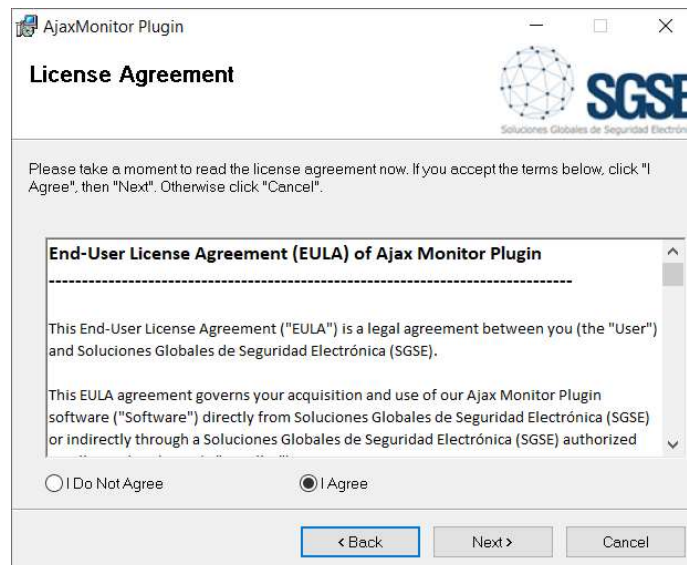 AjaxMonitor Plugin
License Agreement
SGSE
Soluciones Globales de Seguridad
Please take a moment to read the license agreement now. If you accept the terms below, click "I
Agree", then "Next". Otherwise click "Cancel".
End-User License Agreement (EULA) of Ajax Monitor Plugin
------------------------------------------------------------------------------
This End-User License Agreement ("EULA") is a legal agreement between you (the "User")
and Soluciones Globales de Seguridad Electrónica (SGSE).
This EULA agreement governs your acquisition and use of our Ajax Monitor Plugin
software ("Software") directly from Soluciones Globales de Seguridad Electrónica (SGSE)
or indirectly through a Soluciones Globales de Seguridad Electrónica (SGSE) authorized
I Do Not Agree
I Agree
< Back
Next >
Cancel